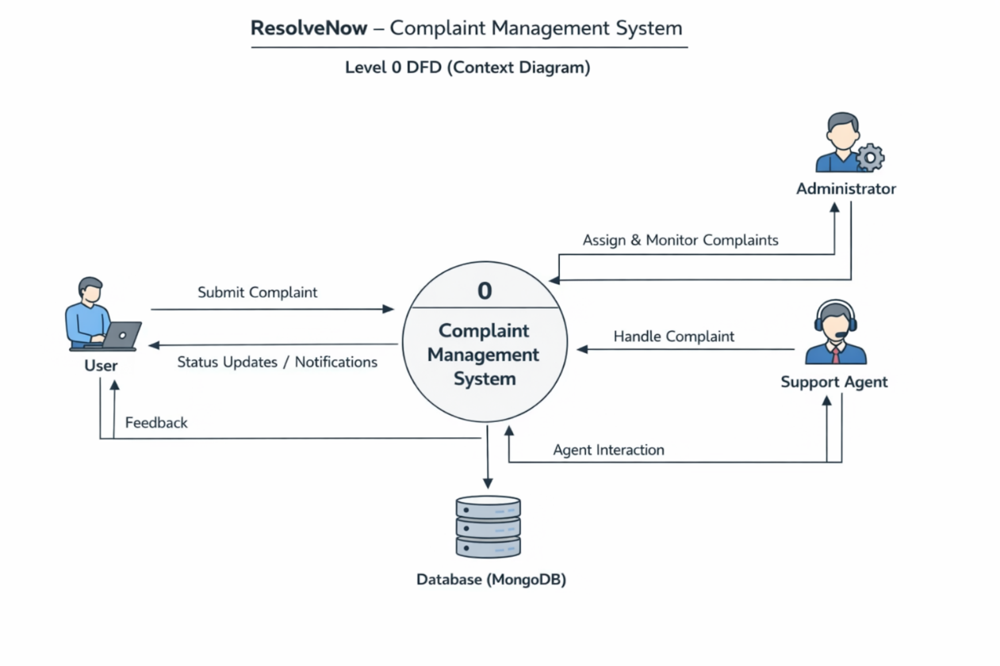 ResolveNow – Complaint Management System
Level 0 DFD (Context Diagram)
Administrator
Assign & Monitor Complaints
Submit Complaint
0
Complaint
Management
System
Handle Complaint
User
Status Updates / Notifications
Support Agent
Feedback
Agent Interaction
Database (MongoDB)